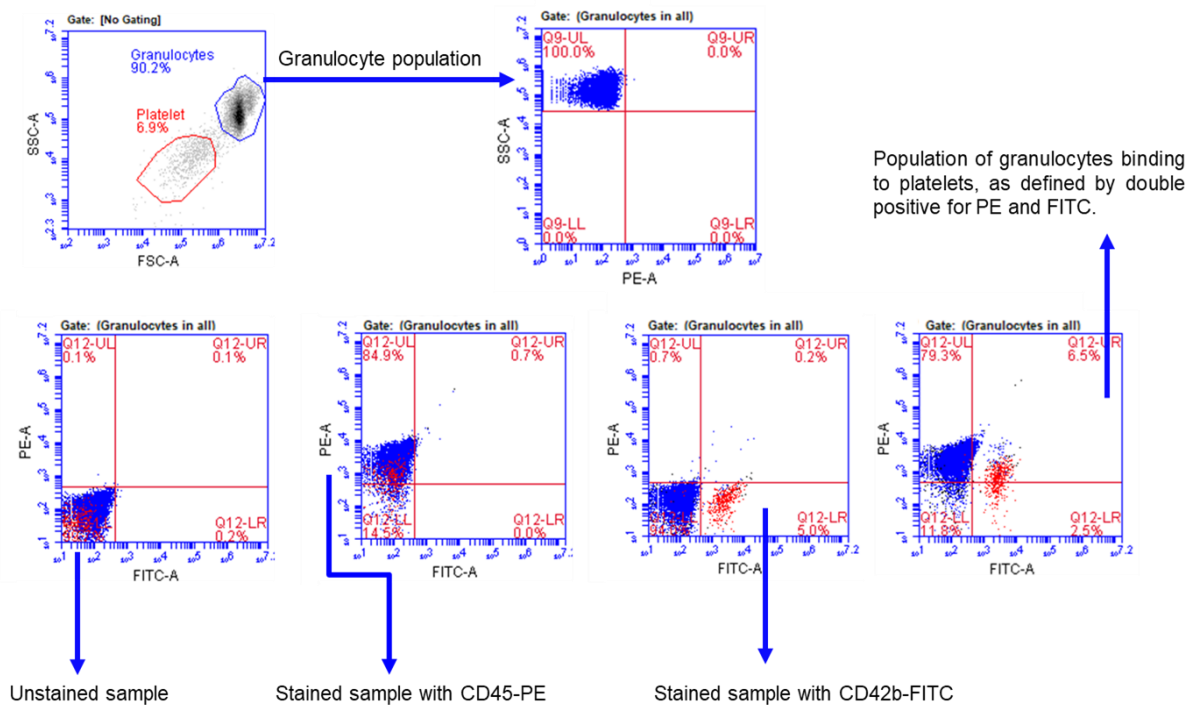 Gate: [No Gating]
Granulocytes
90.2%
Platelet
6.9%
SSC-A
FSC-A
Granulocyte population
Gate: (Granulocytes in all)
Q9-UL
100.0%
Q9-UR
0.0%
Q9-LL
0.0%
Q9-LR
0.0%
SSC-A
PE-A
Population of granulocytes binding
to platelets, as defined by double
positive for PE and FITC.
Gate: (Granulocytes in all)
Q12-UL
0.1%
Q12-UR
0.1%
Q12-LR
0.2%
PE-A
FITC-A
Gate: (Granulocytes in all)
Q12-UL
84.9%
Q12-UR
0.7%
Q12-LL
14.5%
Q12-LR
0.0%
PE-A
FITC-A
Gate: (Granulocytes in all)
Q12-UL
0.7%
Q12-UR
0.2%
Q12-LR
5.0%
PE-A
FITC-A
Gate: (Granulocytes in all)
Q12-UL
79.3%
Q12-UR
6.5%
Q12-LL
11.8%
Q12-LR
2.5%
PE-A
FITC-A
Unstained sample
Stained sample with CD45-PE
Stained sample with CD42b-FITC